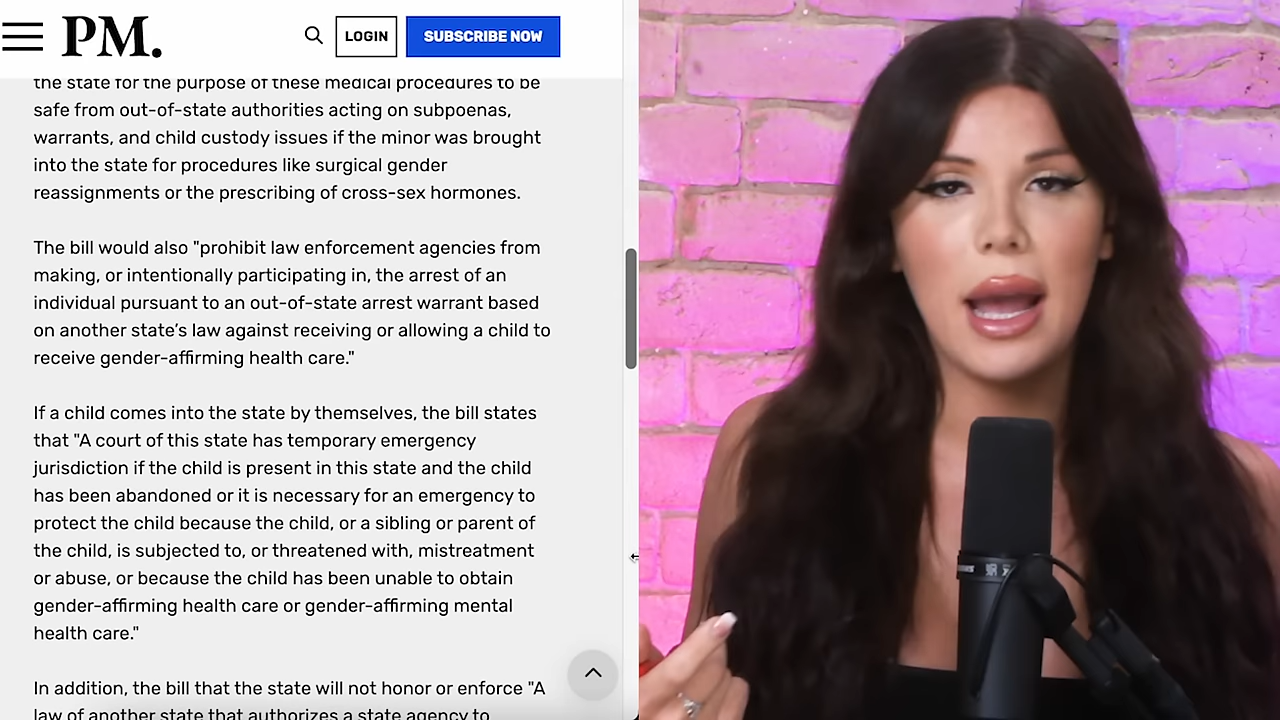 PM.
LOGIN
SUBSCRIBE NOW
the state for the purpose of these medical procedures to be
safe from out-of-state authorities acting on subpoenas,
warrants, and child custody issues if the minor was brought
into the state for procedures like surgical gender
reassignments or the prescribing of cross-sex hormones.
The bill would also "prohibit law enforcement agencies from
making, or intentionally participating in, the arrest of an
individual pursuant to an out-of-state arrest warrant based
on another state’s law against receiving or allowing a child to
receive gender-affirming health care."
If a child comes into the state by themselves, the bill states
that "A court of this state has temporary emergency
jurisdiction if the child is present in this state and the child
has been abandoned or it is necessary for an emergency to
protect the child because the child, or a sibling or parent of
the child, is subjected to, or threatened with, mistreatment
or abuse, or because the child has been unable to obtain
gender-affirming health care or gender-affirming mental
health care."
In addition, the bill that the state will not honor or enforce "A
law of another state that authorizes a state agency to